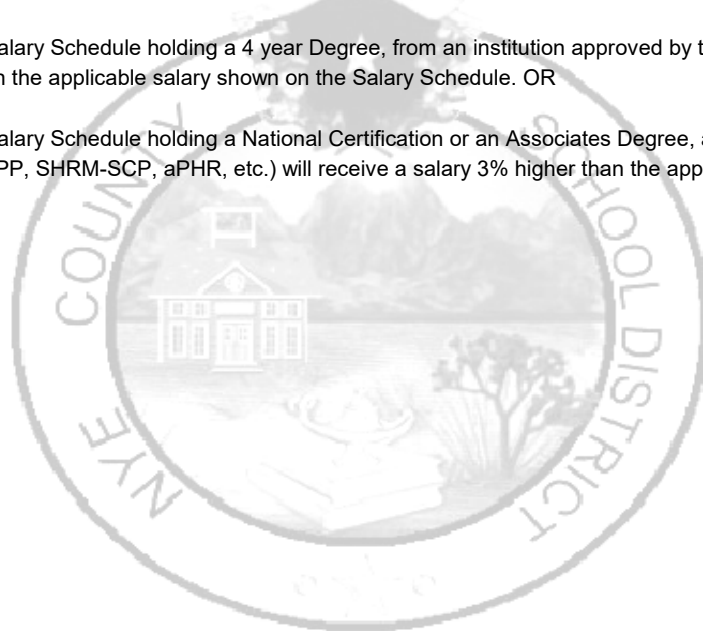 alary Schedule holding a 4 year Degree, from an institution approved by t
n the applicable salary shown on the Salary Schedule. OR
alary Schedule holding a National Certification or an Associates Degree, a
PP, SHRM-SCP, aPHR, etc.) will receive a salary 3% higher than the app
NYE COUNTY SCHOOL DISTRICT